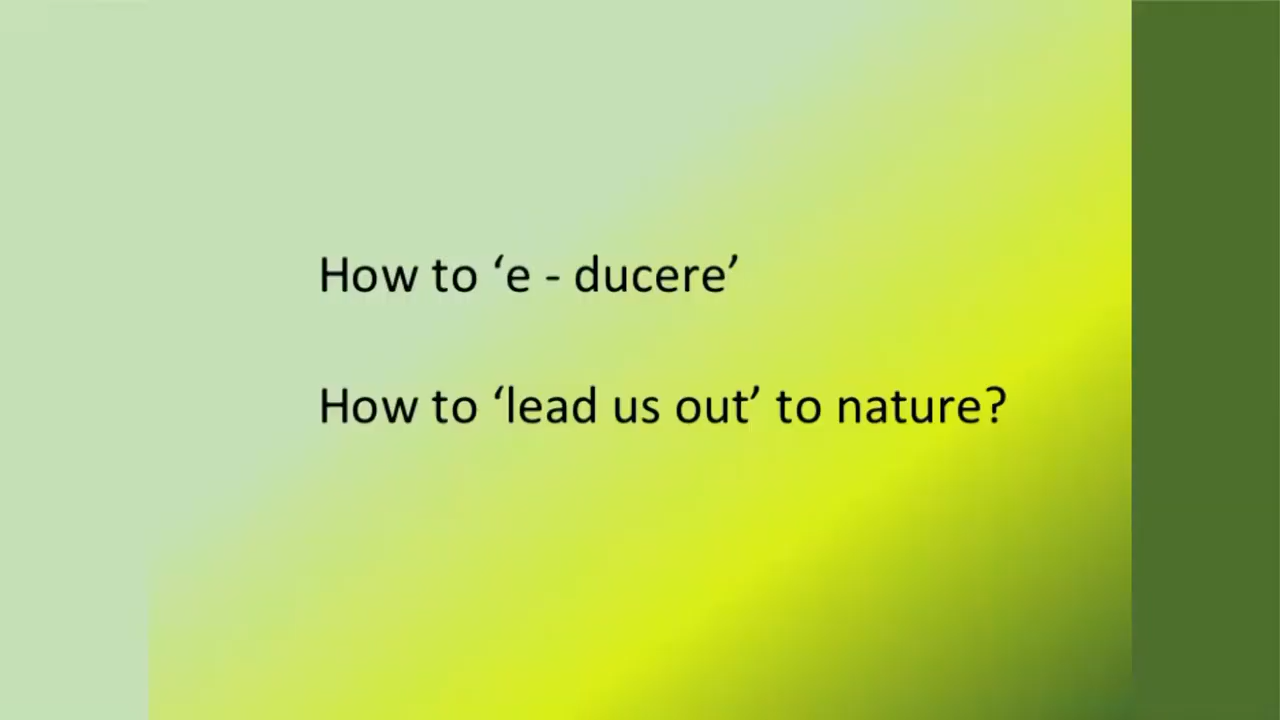 How to ‘e - ducere’
How to ‘lead us out’ to nature?